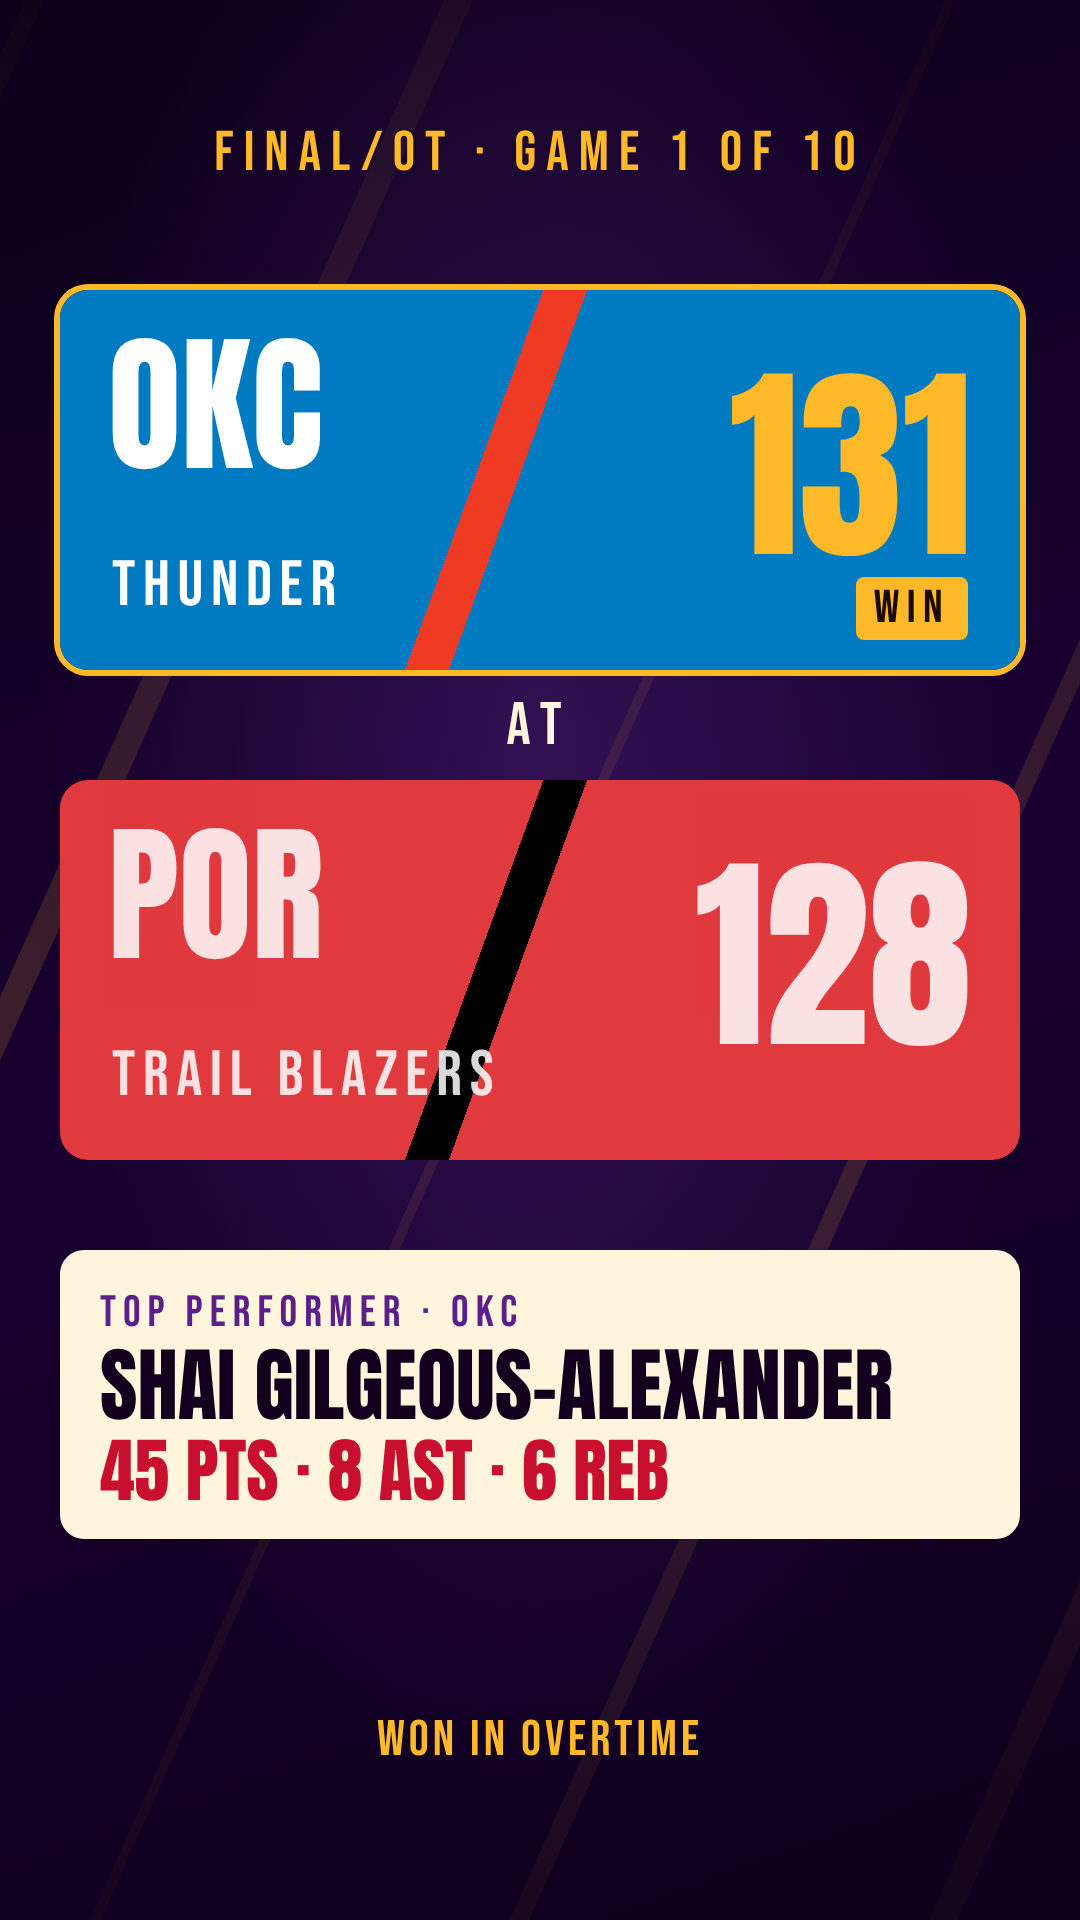 FINAL/OT · GAME 1 OF 10
OKC
131
THUNDER
WIN
AT
POR
128
TRAIL BLAZERS
TOP PERFORMER · OKC
SHAI GILGEOUS-ALEXANDER
45 PTS · 8 AST · 6 REB
WON IN OVERTIME